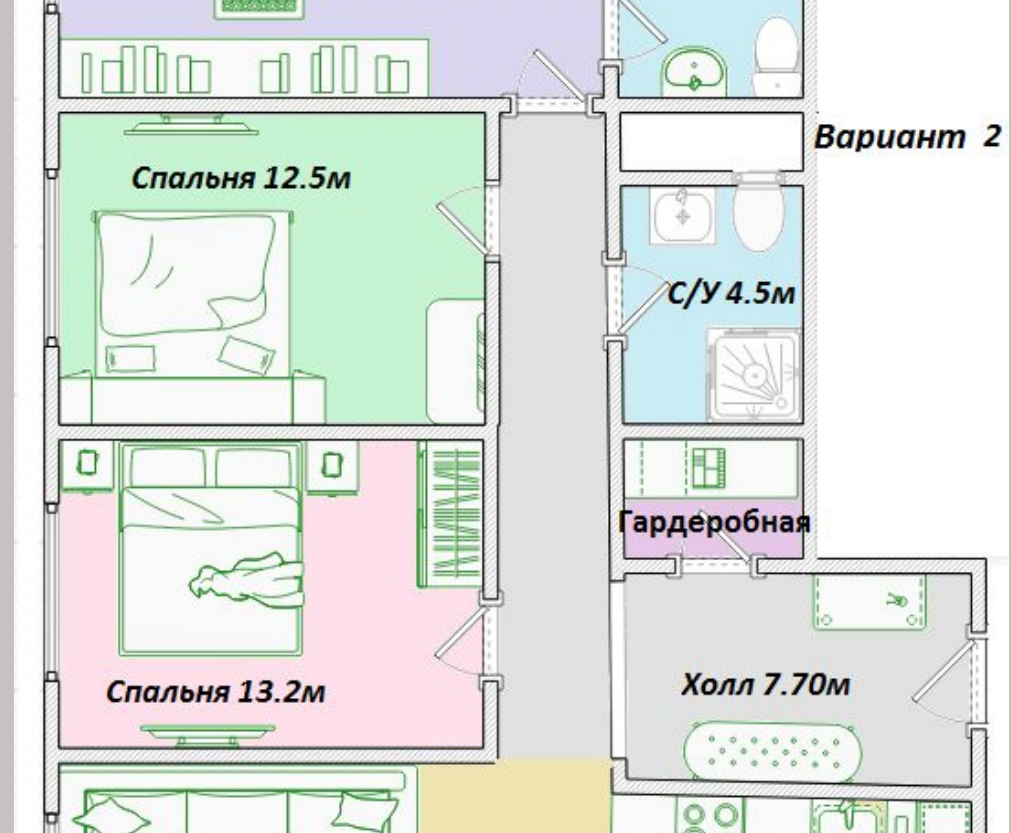 Вариант 2
Спальня 12.5м
С/У 4.5м
Гардеробная
Спальня 13.2м
Холл 7.70м